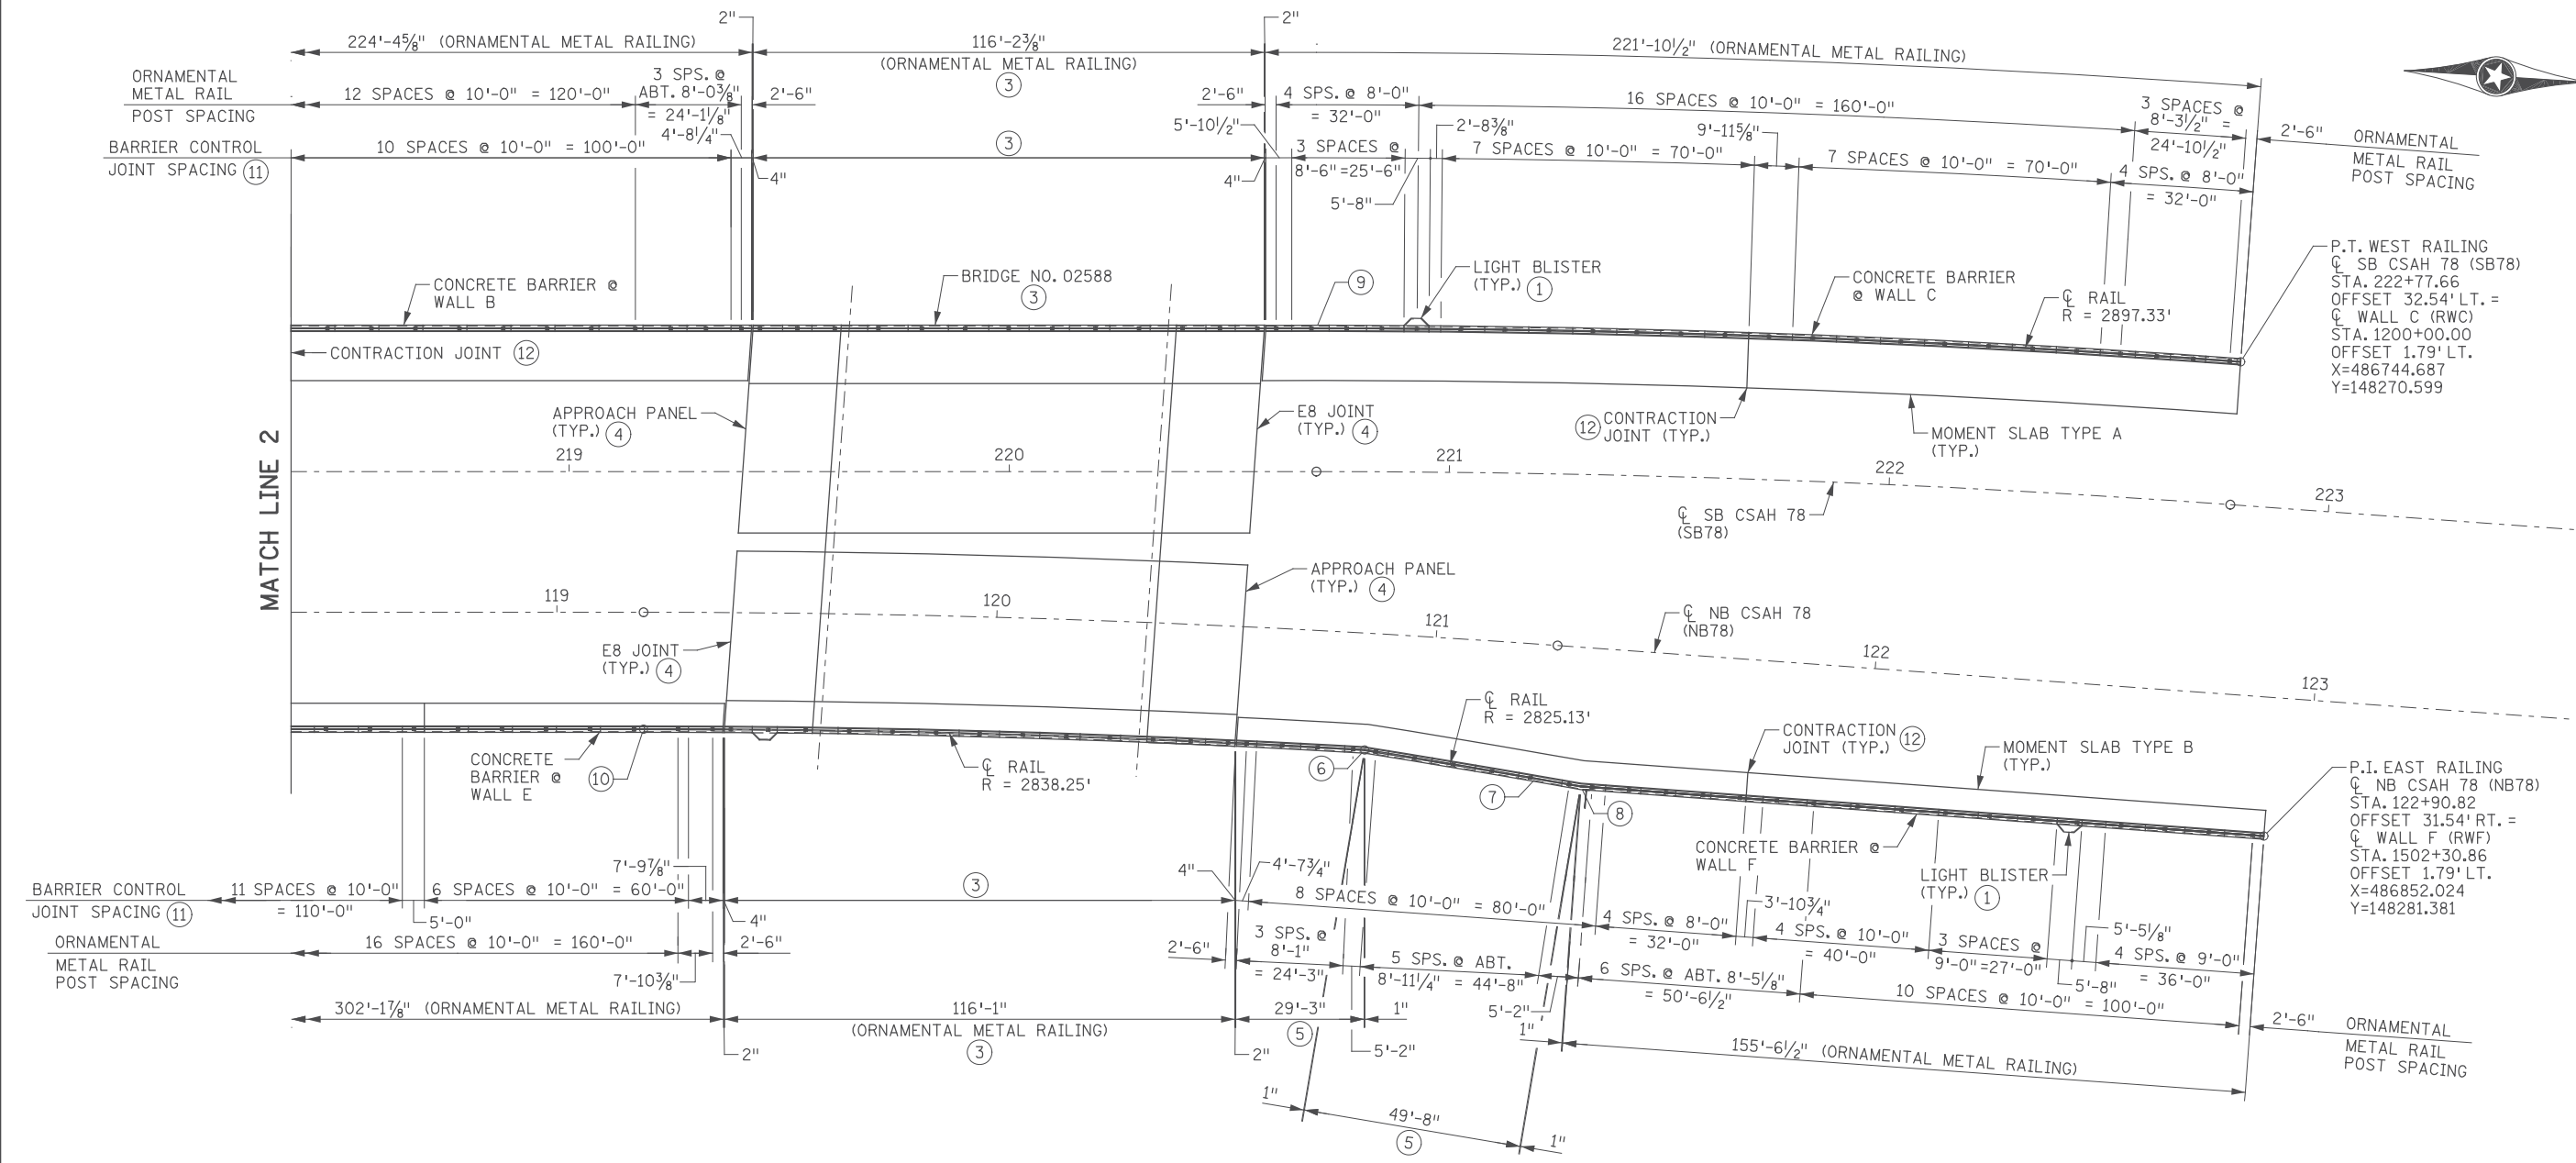 2"
2"
224'-4⅝" (ORNAMENTAL METAL RAILING)
116'-2⅜"
(ORNAMENTAL METAL RAILING)
3
221'-10½" (ORNAMENTAL METAL RAILING)
ORNAMENTAL
METAL RAIL
POST SPACING
12 SPACES @ 10'-0" = 120'-0"
3 SPS. @
ABT. 8'-0⅜"
= 24'-1⅛"
2'-6"
2'-6"
4 SPS. @ 8'-0"
= 32'-0"
16 SPACES @ 10'-0" = 160'-0"
3 SPACES @
8'-3½" =
24'-10½"
2'-6"
ORNAMENTAL
METAL RAIL
POST SPACING
BARRIER CONTROL
JOINT SPACING 11
10 SPACES @ 10'-0" = 100'-0"
4'-8¼"
4"
3
4"
5'-10½"
3 SPACES @
8'-6"=25'-6"
5'-8"
2'-8⅜"
7 SPACES @ 10'-0" = 70'-0"
9'-11⅝"
7 SPACES @ 10'-0" = 70'-0"
4 SPS. @ 8'-0"
= 32'-0"
CONCRETE BARRIER @
WALL B
BRIDGE NO. 02588
3
9
LIGHT BLISTER
(TYP.) 1
CONCRETE BARRIER
@ WALL C
℄ RAIL
R = 2897.33'
P.T. WEST RAILING
℄ SB CSAH 78 (SB78)
STA. 222+77.66
OFFSET 32.54' LT. =
℄ WALL C (RWC)
STA. 1200+00.00
OFFSET 1.79' LT.
X=486744.687
Y=148270.599
CONTRACTION JOINT 12
APPROACH PANEL
(TYP.) 4
E8 JOINT
(TYP.) 4
12 CONTRACTION
JOINT (TYP.)
MOMENT SLAB TYPE A
(TYP.)
MATCH LINE 2
219
220
221
222
223
℄ SB CSAH 78
(SB78)
APPROACH PANEL
(TYP.) 4
119
120
121
122
123
℄ NB CSAH 78
(NB78)
E8 JOINT
(TYP.) 4
℄ RAIL
R = 2825.13'
CONTRACTION
JOINT (TYP.) 12
MOMENT SLAB TYPE B
(TYP.)
CONCRETE
BARRIER @
WALL E
10
℄ RAIL
R = 2838.25'
6
7
8
P.I. EAST RAILING
℄ NB CSAH 78 (NB78)
STA. 122+90.82
OFFSET 31.54' RT. =
℄ WALL F (RWF)
STA. 1502+30.86
OFFSET 1.79' LT.
X=486852.024
Y=148281.381
CONCRETE BARRIER @
WALL F
LIGHT BLISTER
(TYP.) 1
BARRIER CONTROL
JOINT SPACING 11
11 SPACES @ 10'-0"
= 110'-0"
5'-0"
6 SPACES @ 10'-0" = 60'-0"
7'-9⅞"
4"
3
4"
4'-7¾"
8 SPACES @ 10'-0" = 80'-0"
4 SPS. @ 8'-0"
= 32'-0"
3'-10¾"
4 SPS. @ 10'-0"
= 40'-0"
3 SPACES @
9'-0"=27'-0"
5'-8"
5'-5⅛"
4 SPS. @ 9'-0"
= 36'-0"
ORNAMENTAL
METAL RAIL
POST SPACING
16 SPACES @ 10'-0" = 160'-0"
7'-10⅜"
2'-6"
2'-6"
3 SPS. @
8'-1"
= 24'-3"
5'-2"
5 SPS. @ ABT.
8'-11¼" = 44'-8"
5'-2"
6 SPS. @ ABT. 8'-5⅛"
= 50'-6½"
10 SPACES @ 10'-0" = 100'-0"
2'-6"
ORNAMENTAL
METAL RAIL
POST SPACING
302'-1⅞" (ORNAMENTAL METAL RAILING)
2"
116'-1"
(ORNAMENTAL METAL RAILING)
3
2"
29'-3"
5
1"
1"
155'-6½" (ORNAMENTAL METAL RAILING)
1"
49'-8"
5
1"